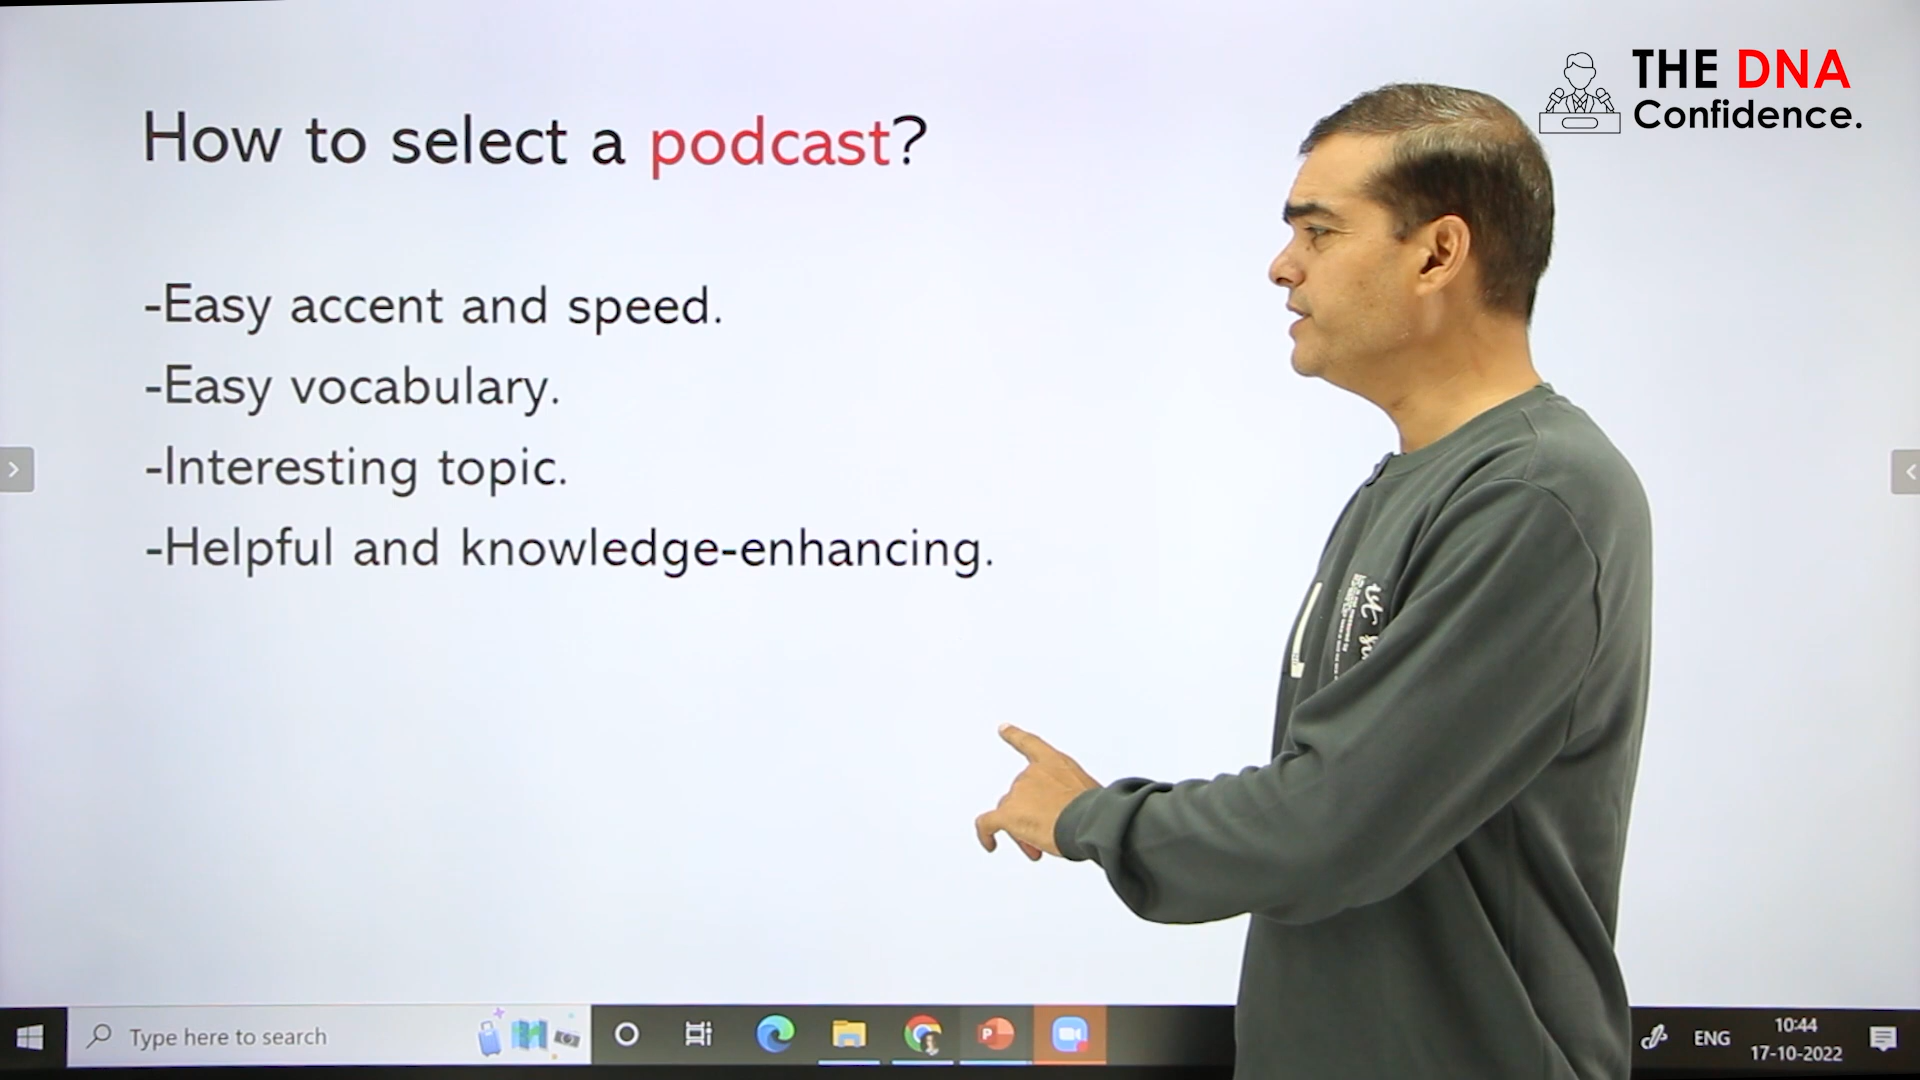 THE DNA
Confidence.
How to select a podcast?
-Easy accent and speed.
-Easy vocabulary.
-Interesting topic.
-Helpful and knowledge-enhancing.
Type here to search
P
ENG
10:44
17-10-2022